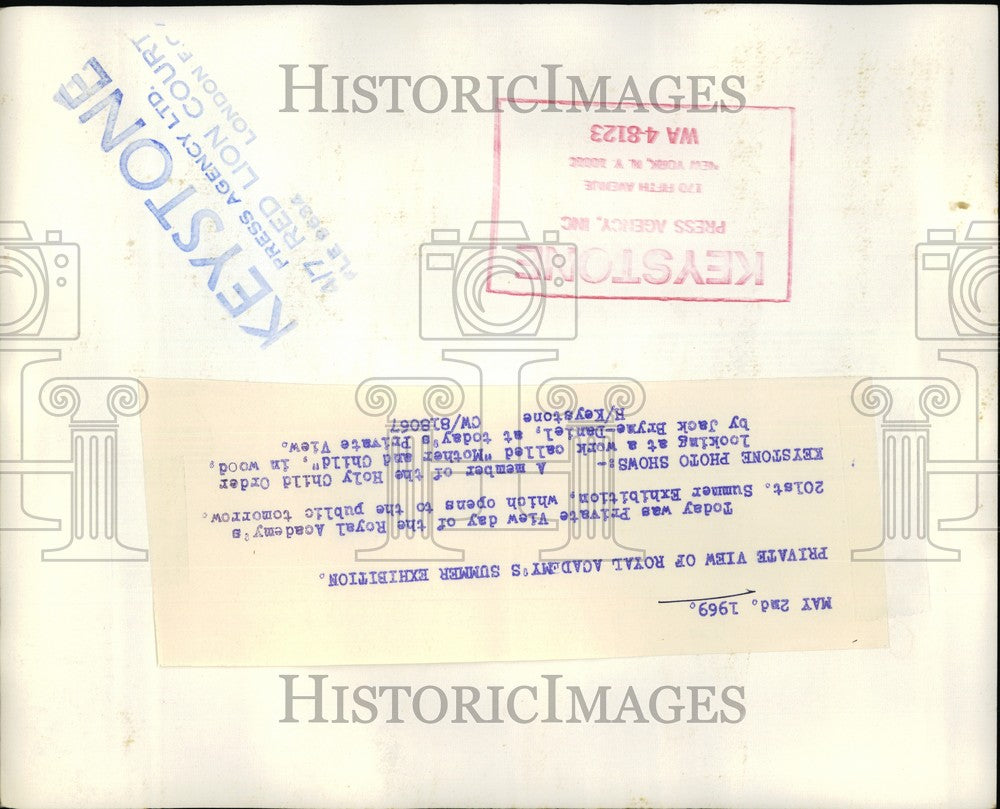 HISTORICIMAGES
KEYSTONE
PRESS AGENCY LTD.
4/7 RED LION COURT
LONDON E.C.
FLE 9684
KEYSTONE
PRESS AGENCY, INC
170 FIFTH AVENUE
NEW YORK, N. Y.
WA 4-8123
MAY 2nd. 1969.
PRIVATE VIEW OF ROYAL ACADEMY'S SUMMER EXHIBITION.
Today was Private View day of the Royal Academy's
201st. Summer Exhibition, which opens to the public tomorrow.
KEYSTONE PHOTO SHOWS:- A member of the Holy Child Order
looking at a work called "Mother and Child", in wood,
by Jack Bryne-Daniel, at today's Private View.
H/Keystone CW/818067
HISTORICIMAGES